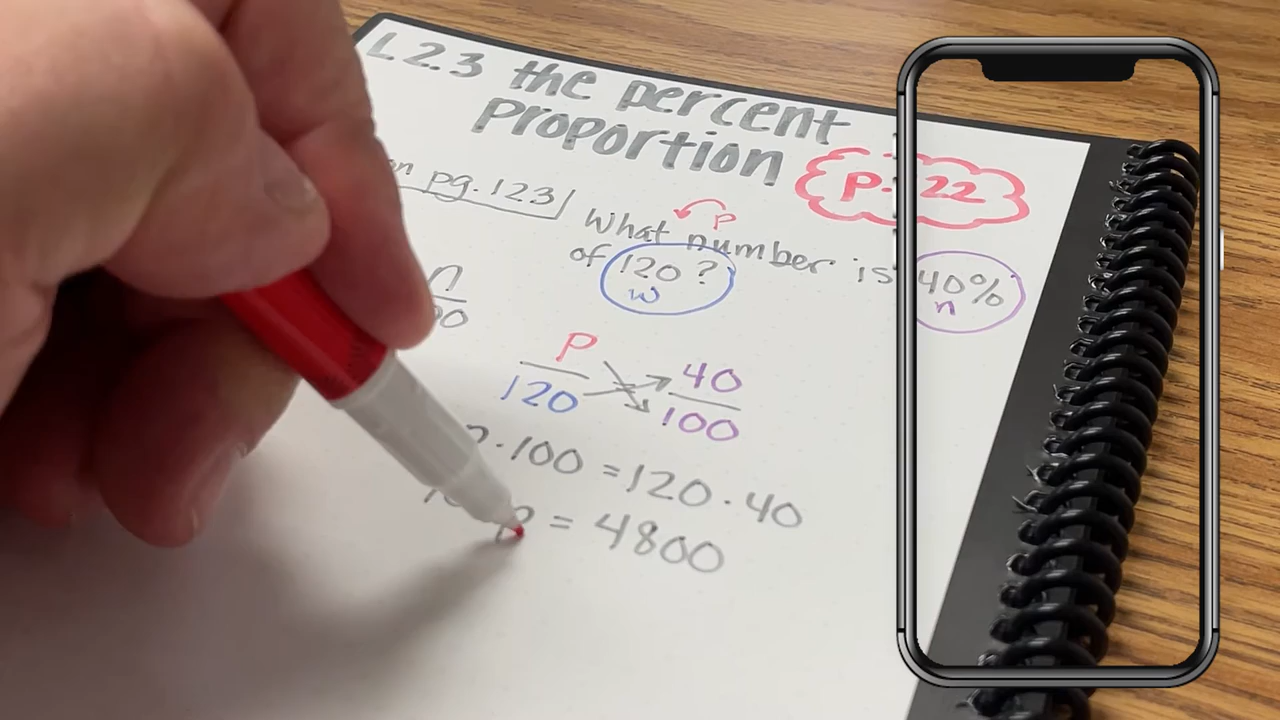 L 2.3 the percent
proportion
p. 22
pg. 123
p
What number is 40%
n
of 120?
w
n
p
120
40
100
· 100 = 120 · 40
p = 4800